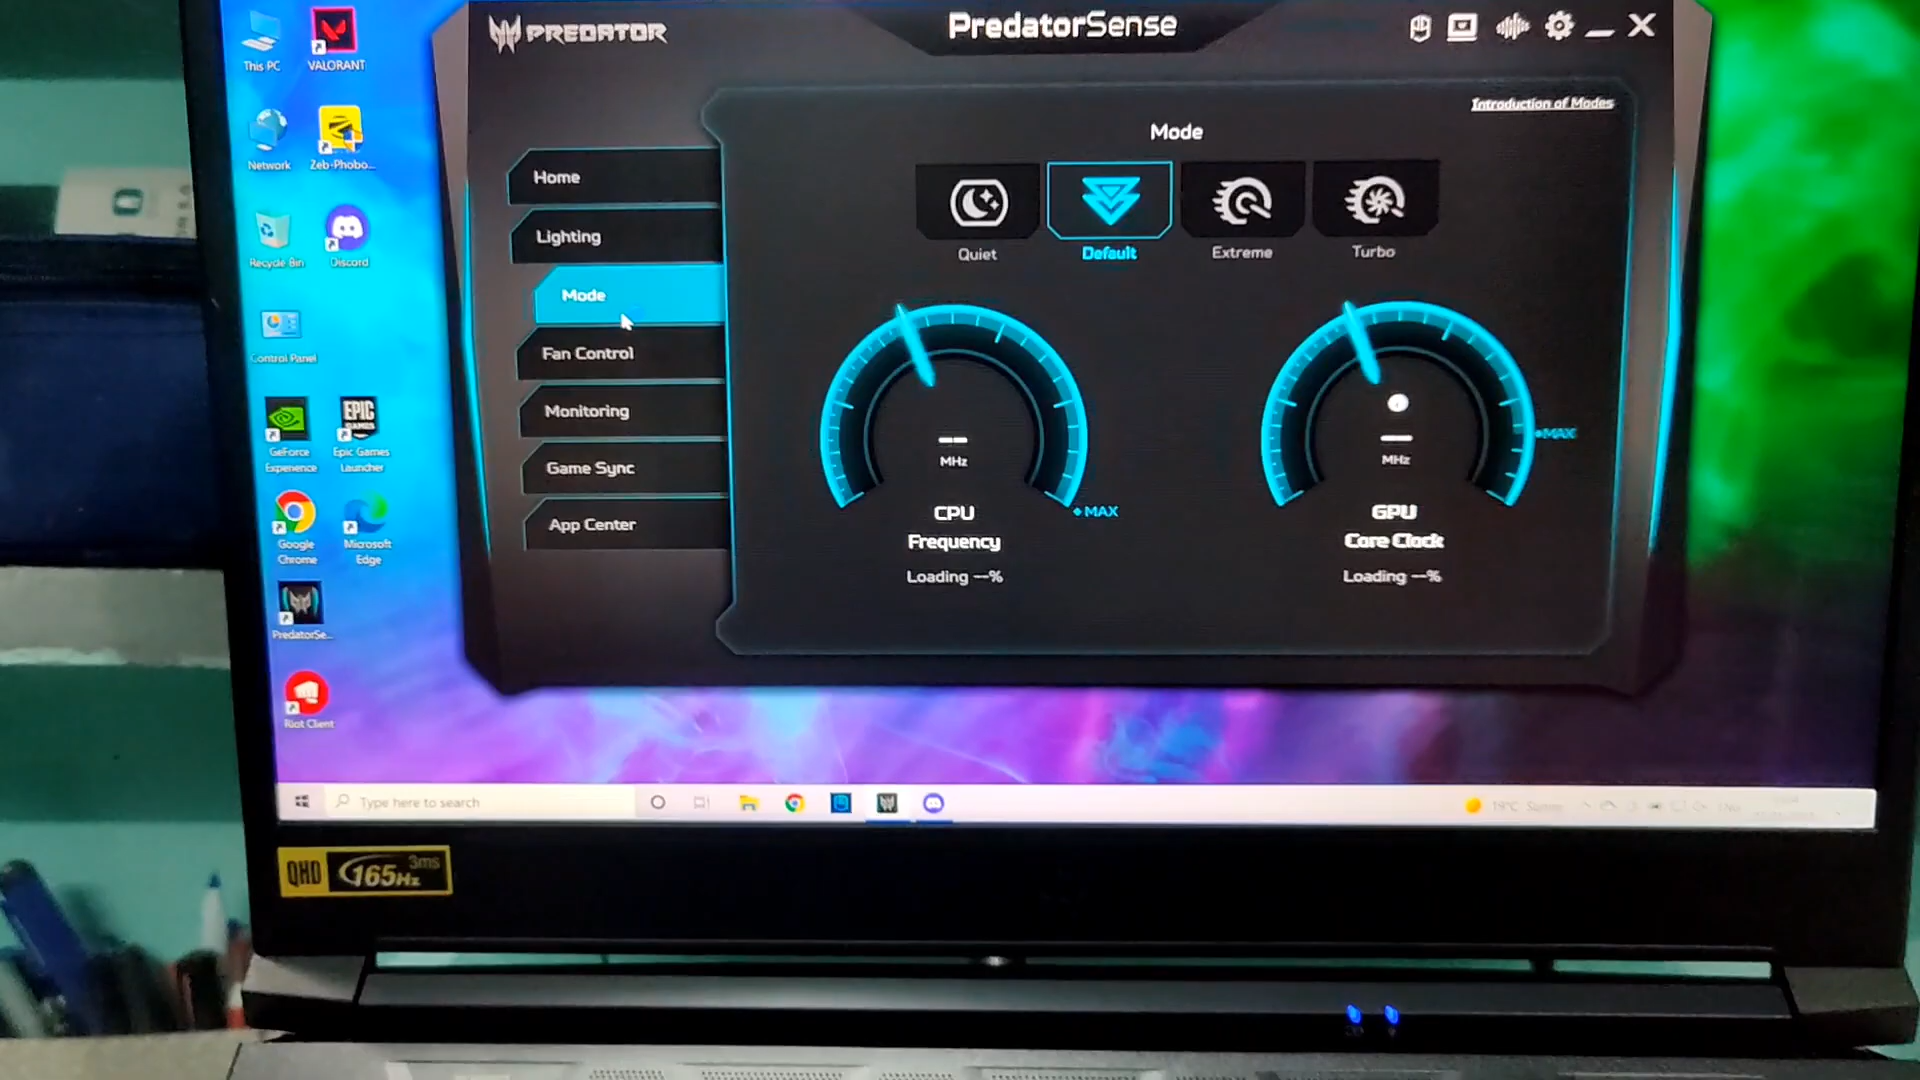 PREDATOR
PredatorSense
Introduction of Modes
Mode
Quiet
Default
Extreme
Turbo
Home
Lighting
Mode
Fan Control
Monitoring
Game Sync
App Center
--
MHz
MAX
CPU
Frequency
Loading --%
MHz
MAX
GPU
Core Clock
Loading --%
This PC
VALORANT
Network
Zeb-Phobo...
Recycle Bin
Discord
Control Panel
GeForce
Experience
EPIC
GAMES
Epic Games
Launcher
Google
Chrome
Microsoft
Edge
PredatorSe...
Riot Client
Type here to search
19°C Sunny
QHD
165Hz
3ms